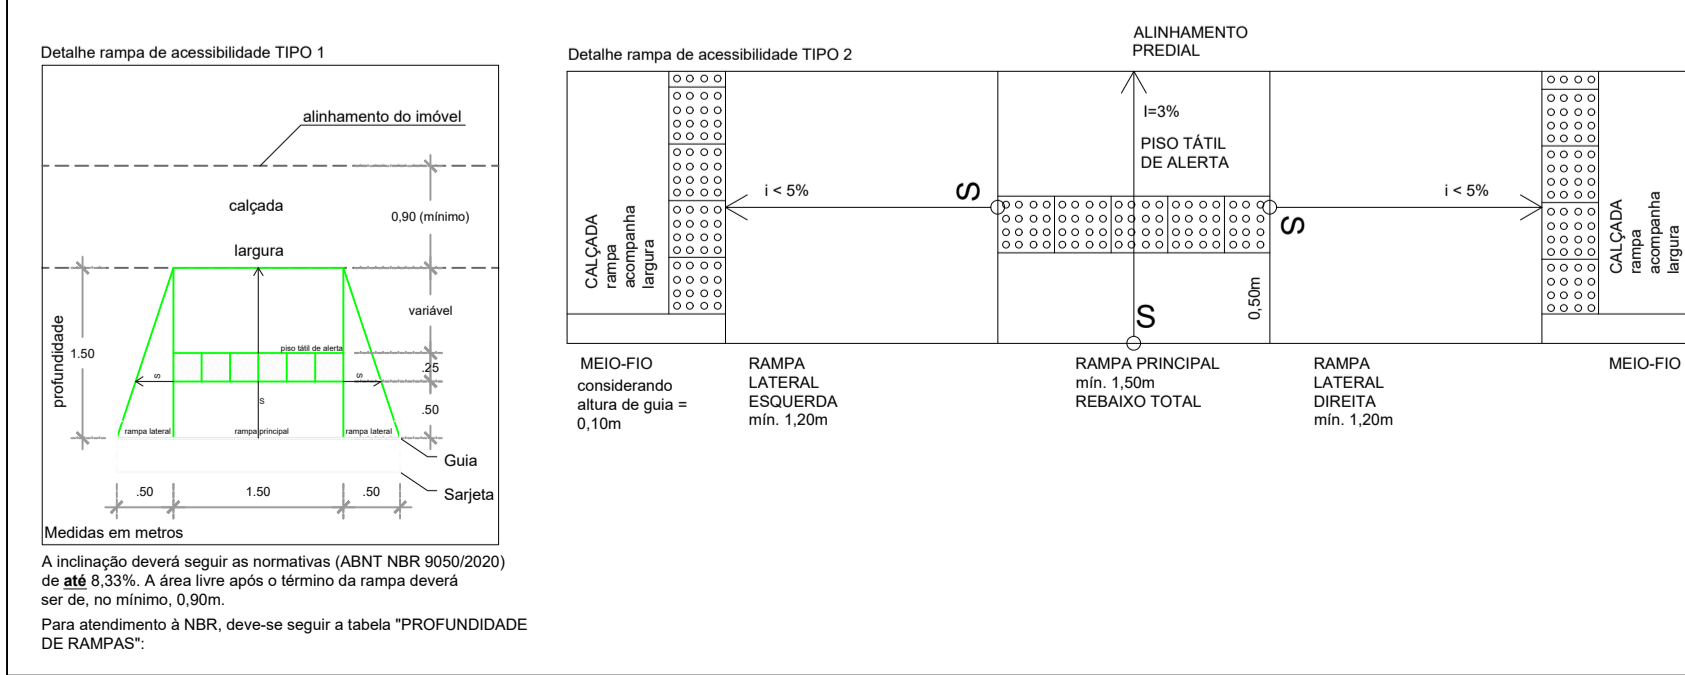 Detalhe rampa de acessibilidade TIPO 1
alinhamento do imóvel
calçada
0,90 (mínimo)
largura
variável
profundidade
1.50
piso tátil de alerta
.25
S
S
S
.50
rampa lateral
rampa principal
rampa lateral
Guia
Sarjeta
.50
1.50
.50
Medidas em metros
A inclinação deverá seguir as normativas (ABNT NBR 9050/2020)
de até 8,33%. A área livre após o término da rampa deverá
ser de, no mínimo, 0,90m.
Para atendimento à NBR, deve-se seguir a tabela "PROFUNDIDADE
DE RAMPAS":
Detalhe rampa de acessibilidade TIPO 2
ALINHAMENTO
PREDIAL
I=3%
PISO TÁTIL
DE ALERTA
i < 5%
S
i < 5%
S
CALÇADA
rampa
acompanha
largura
CALÇADA
rampa
acompanha
largura
0,50m
S
MEIO-FIO
considerando
altura de guia =
0,10m
RAMPA
LATERAL
ESQUERDA
mín. 1,20m
RAMPA PRINCIPAL
mín. 1,50m
REBAIXO TOTAL
RAMPA
LATERAL
DIREITA
mín. 1,20m
MEIO-FIO